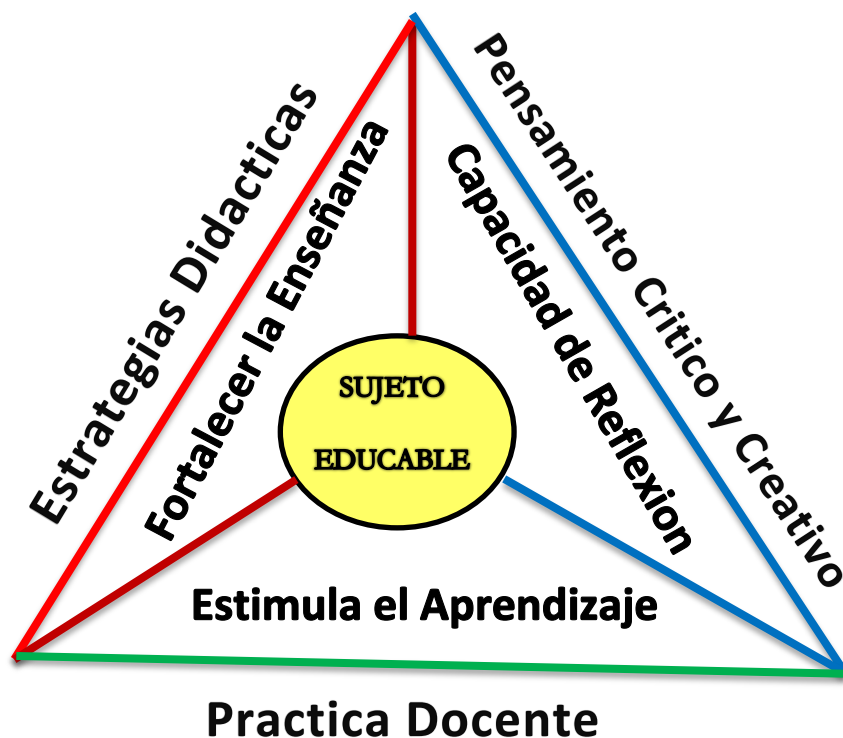 Estrategias Didacticas
Fortalecer la Enseñanza
Pensamiento Critico y Creativo
Capacidad de Reflexion
SUJETO
EDUCABLE
Estimula el Aprendizaje
Practica Docente